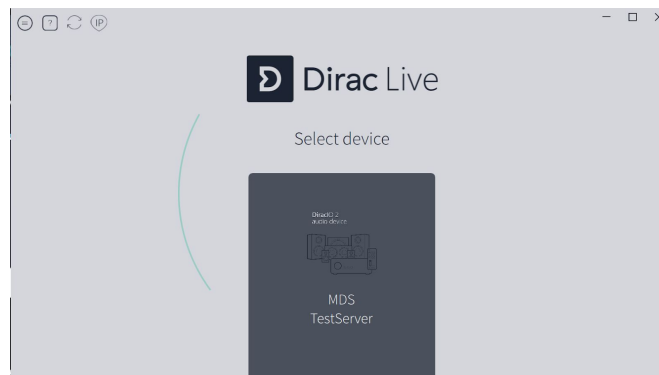 ?
IP
Dirac Live
Select device
DiracIO 2
audio device
MDS
TestServer